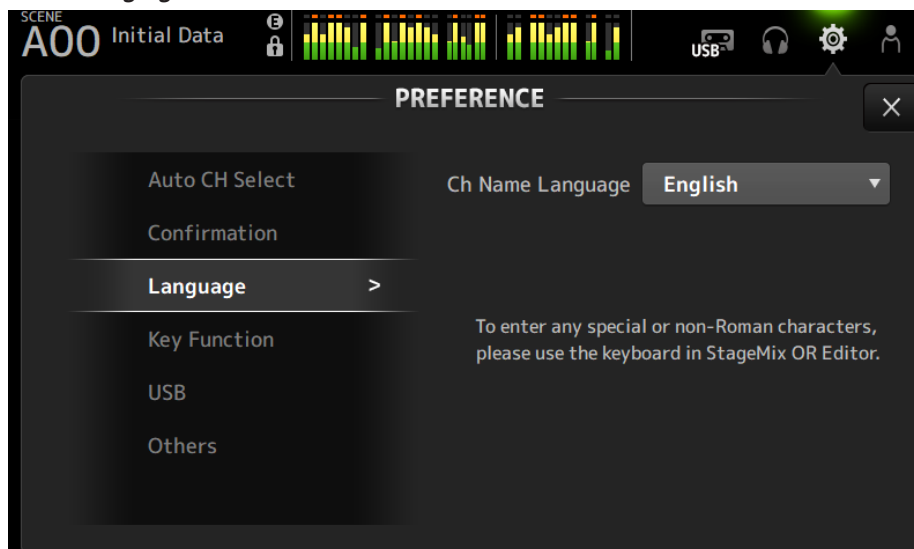 SCENE
A00 Initial Data
E
USB
PREFERENCE
Auto CH Select
Confirmation
Language >
Key Function
USB
Others
Ch Name Language English
To enter any special or non-Roman characters,
please use the keyboard in StageMix OR Editor.